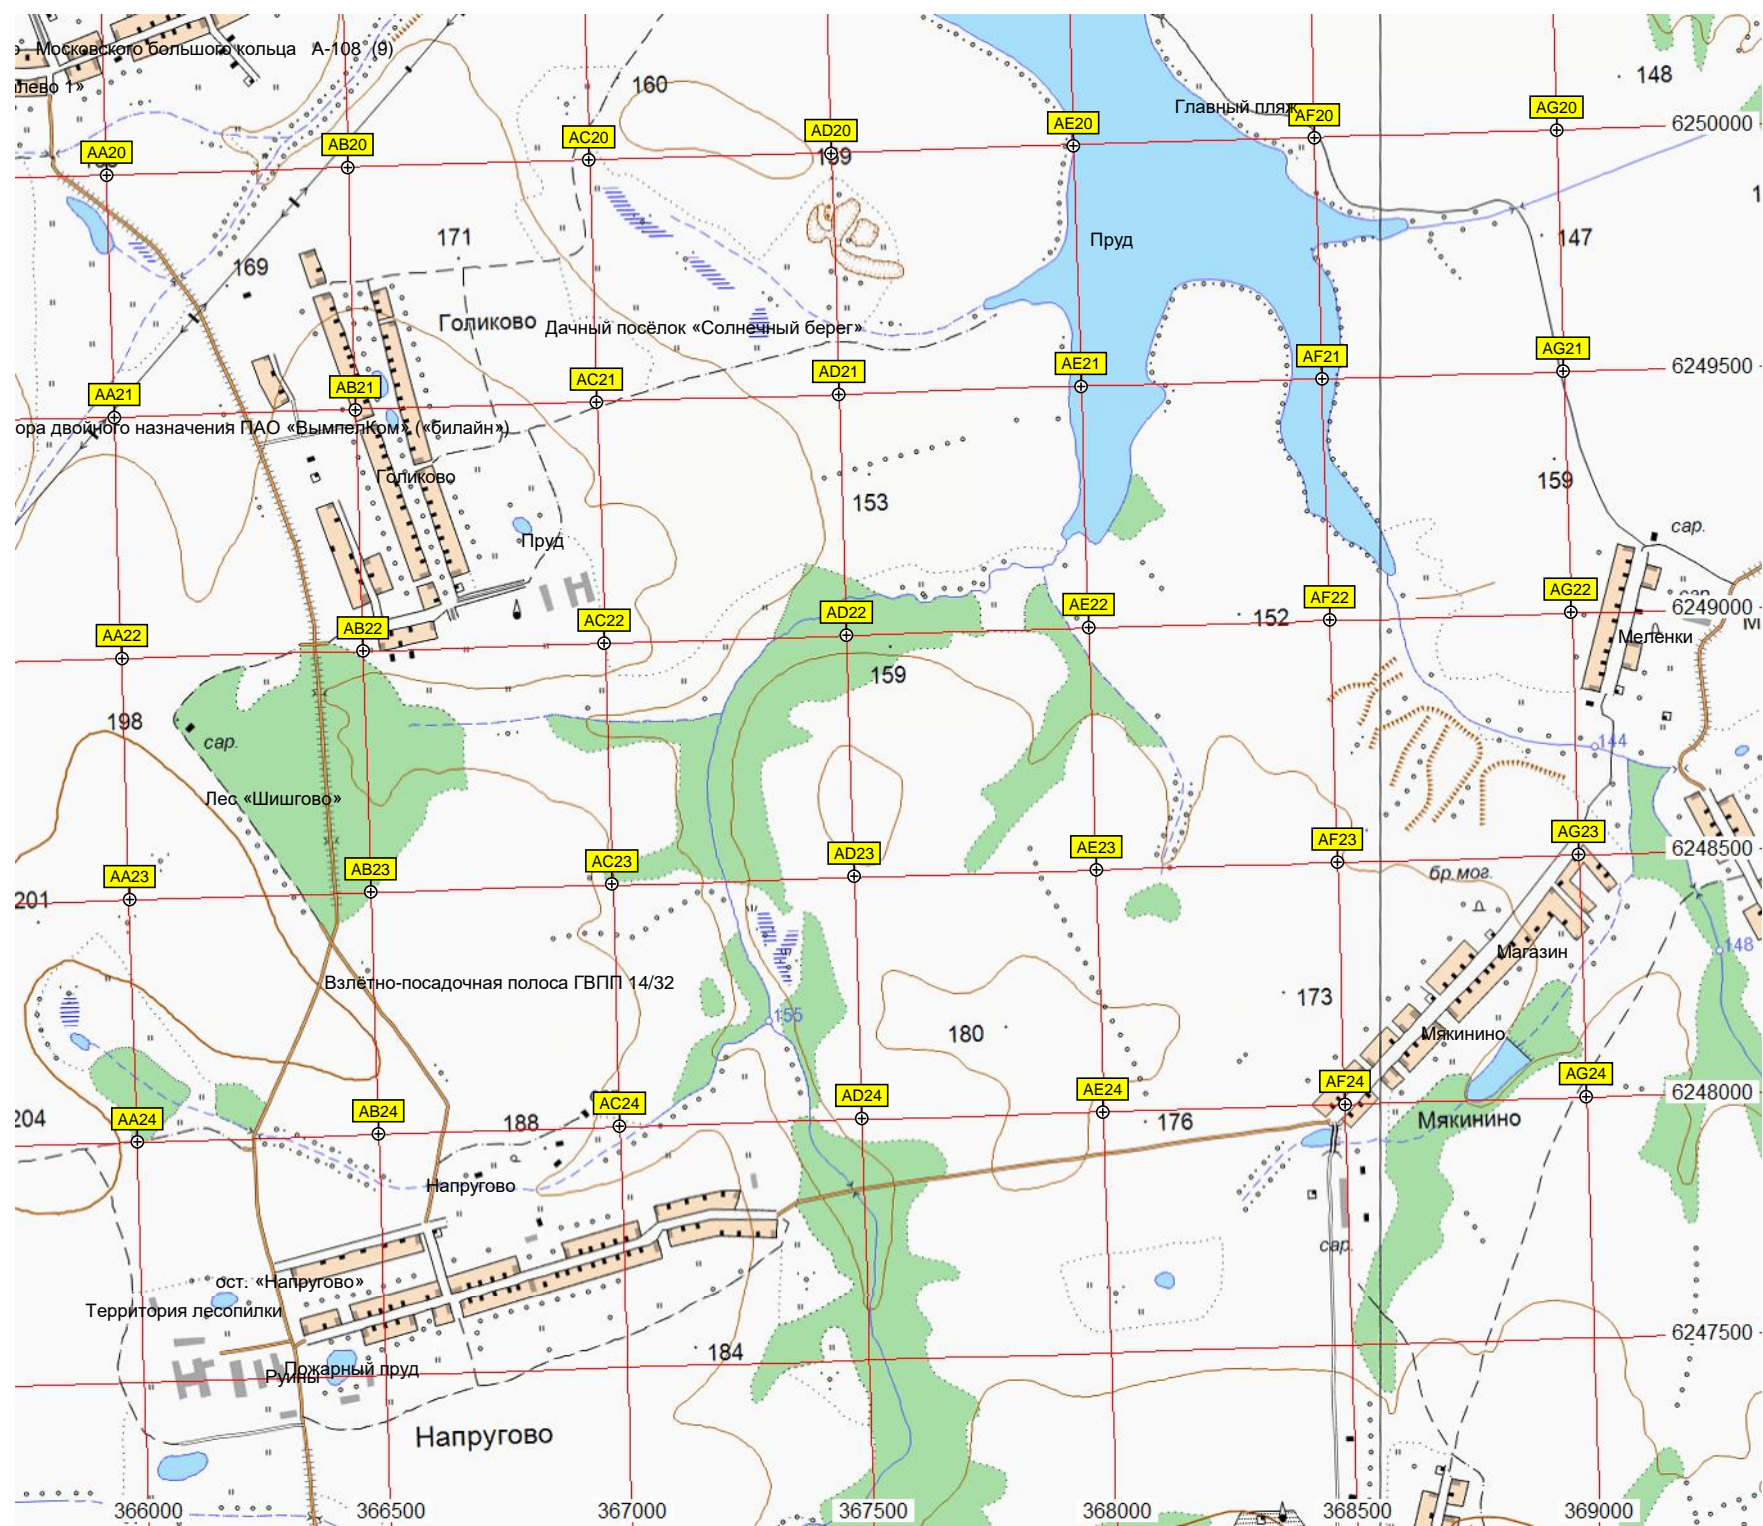 Московского большого кольца А-108 (9)
160
148
Главный пляж
AA20
AB20
AC20
AD20
AE20
AF20
AG20
6250000
171
169
Пруд
147
Голиково
Дачный посёлок «Солнечный берег»
AA21
AB21
AC21
AD21
AE21
AF21
AG21
6249500
ора двойного назначения ПАО «ВымпелКом» («билайн»)
Голиково
153
159
сар.
Пруд
AA22
AB22
AC22
AD22
AE22
AF22
AG22
6249000
152
Меленки
159
198
сар.
144
Лес «Шишгово»
AA23
AB23
AC23
AD23
AE23
AF23
AG23
6248500
бр.мог.
201
148
Магазин
Взлётно-посадочная полоса ГВПП 14/32
173
155
180
Мякинино
AA24
AB24
AC24
AD24
AE24
AF24
AG24
6248000
204
188
176
Мякинино
Напругово
сар.
ост. «Напругово»
Территория лесопилки
6247500
184
Пожарный пруд
Руины
Напругово
366000
366500
367000
367500
368000
368500
369000